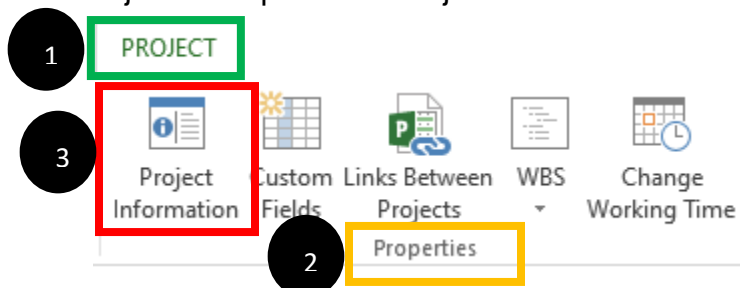 1
PROJECT
3
Project
Information
Custom
Fields
Links Between
Projects
WBS
Change
Working Time
2
Properties